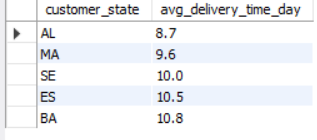 customer_state avg_delivery_time_day
AL 8.7
MA 9.6
SE 10.0
ES 10.5
BA 10.8